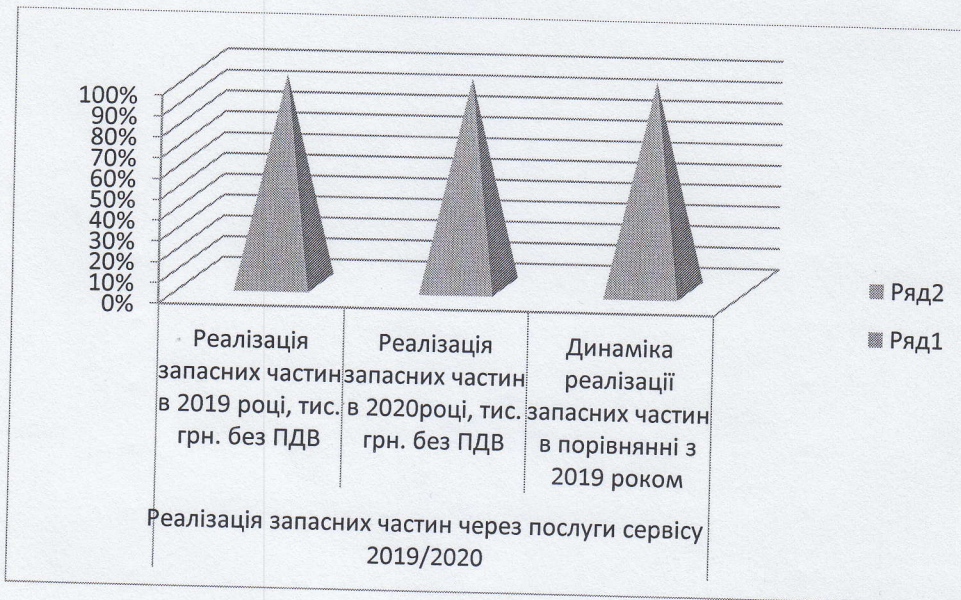 100%
90%
80%
70%
60%
50%
40%
30%
20%
10%
0%
Реалізація
запасних частин
в 2019 році, тис.
грн. без ПДВ
Реалізація
запасних частин
в 2020році, тис.
грн. без ПДВ
Динаміка
реалізації
запасних частин
в порівнянні з
2019 роком
Реалізація запасних частин через послуги сервісу
2019/2020
Ряд2
Ряд1